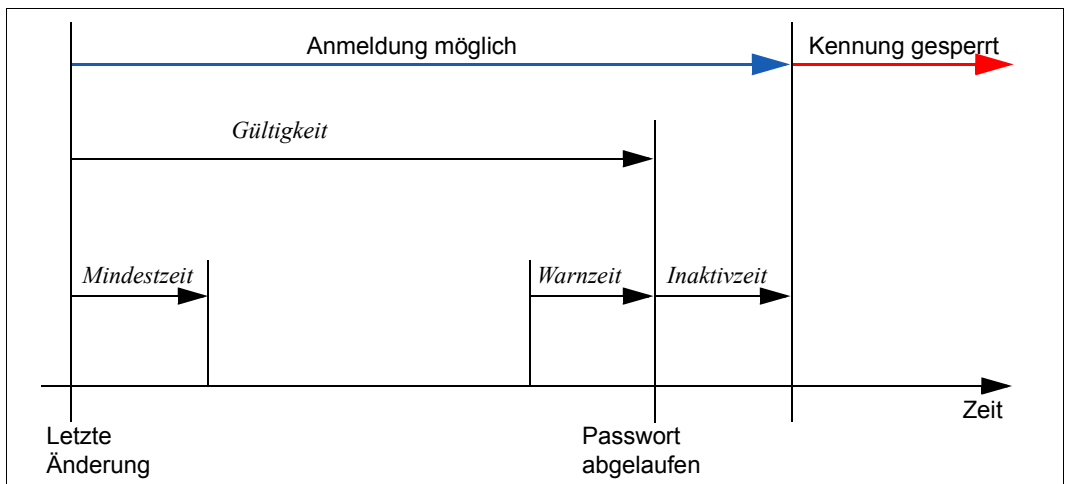 Anmeldung möglich
Kennung gesperrt
Gültigkeit
Mindestzeit
Warnzeit
Inaktivzeit
Zeit
Letzte
Änderung
Passwort
abgelaufen